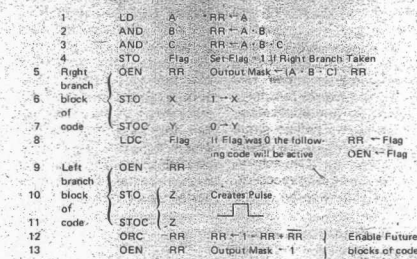 1 LD A RR ← A
2 AND B RR ← A · B
3 AND C RR ← A · B · C
4 STO Flag Set Flag = 1 If Right Branch Taken
5 Right OEN RR Output Mask ← (A · B · C) RR
branch
6 block STO X 1 → X
of
7 code STOC Y 0 → Y
8 LDC Flag If Flag was 0 the follow- RR ← Flag
ing code will be active OEN ← Flag
9 Left OEN RR
branch
10 block STO Z Creates Pulse
of
11 code STOC Z
12 ORC RR RR ← 1 ← RR + RR Enable Future
13 OEN RR Output Mask ← 1 blocks of code